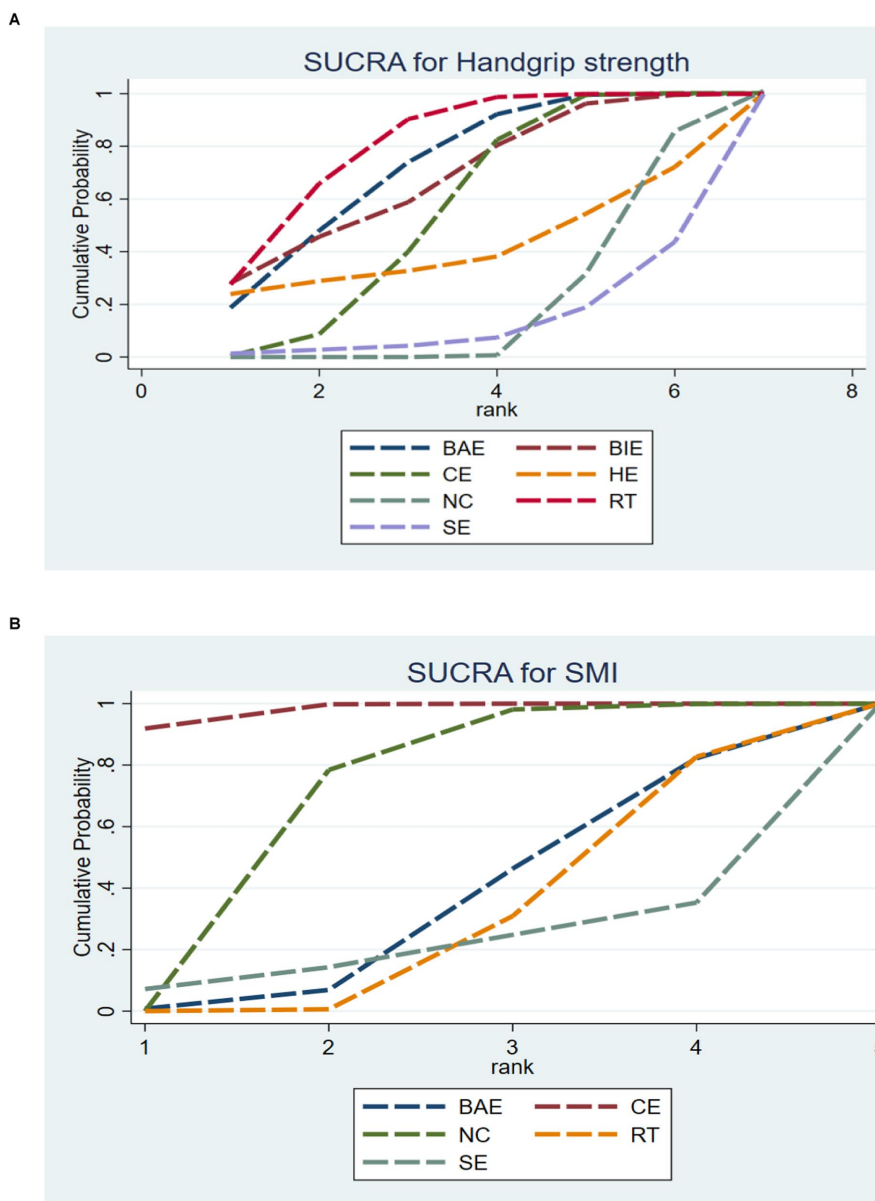 A
SUCRA for Handgrip strength
Cumulative Probability
1
.8
.6
.4
.2
0
0 2 4 6 8
rank
BAE BIE
CE HE
NC RT
SE
B
SUCRA for SMI
Cumulative Probability
1
.8
.6
.4
.2
0
1 2 3 4
rank
BAE CE
NC RT
SE